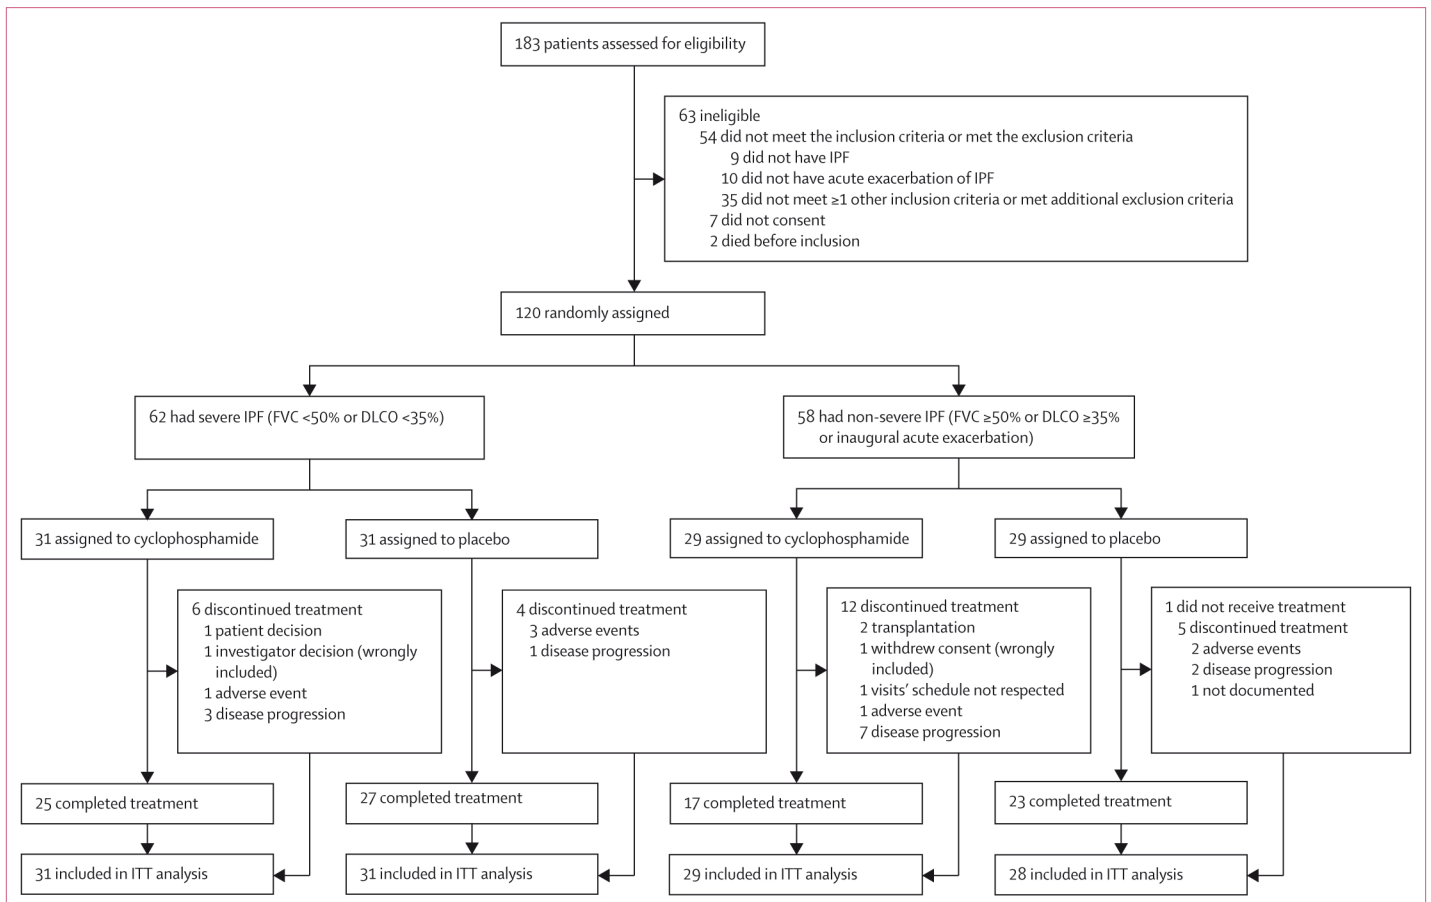 183 patients assessed for eligibility
63 ineligible
54 did not meet the inclusion criteria or met the exclusion criteria
9 did not have IPF
10 did not have acute exacerbation of IPF
35 did not meet ≥1 other inclusion criteria or met additional exclusion criteria
7 did not consent
2 died before inclusion
120 randomly assigned
62 had severe IPF (FVC <50% or DLCO <35%)
58 had non-severe IPF (FVC ≥50% or DLCO ≥35%
or inaugural acute exacerbation)
31 assigned to cyclophosphamide
31 assigned to placebo
29 assigned to cyclophosphamide
29 assigned to placebo
6 discontinued treatment
1 patient decision
1 investigator decision (wrongly
included)
1 adverse event
3 disease progression
4 discontinued treatment
3 adverse events
1 disease progression
12 discontinued treatment
2 transplantation
1 withdrew consent (wrongly
included)
1 visits’ schedule not respected
1 adverse event
7 disease progression
1 did not receive treatment
5 discontinued treatment
2 adverse events
2 disease progression
1 not documented
25 completed treatment
27 completed treatment
17 completed treatment
23 completed treatment
31 included in ITT analysis
31 included in ITT analysis
29 included in ITT analysis
28 included in ITT analysis